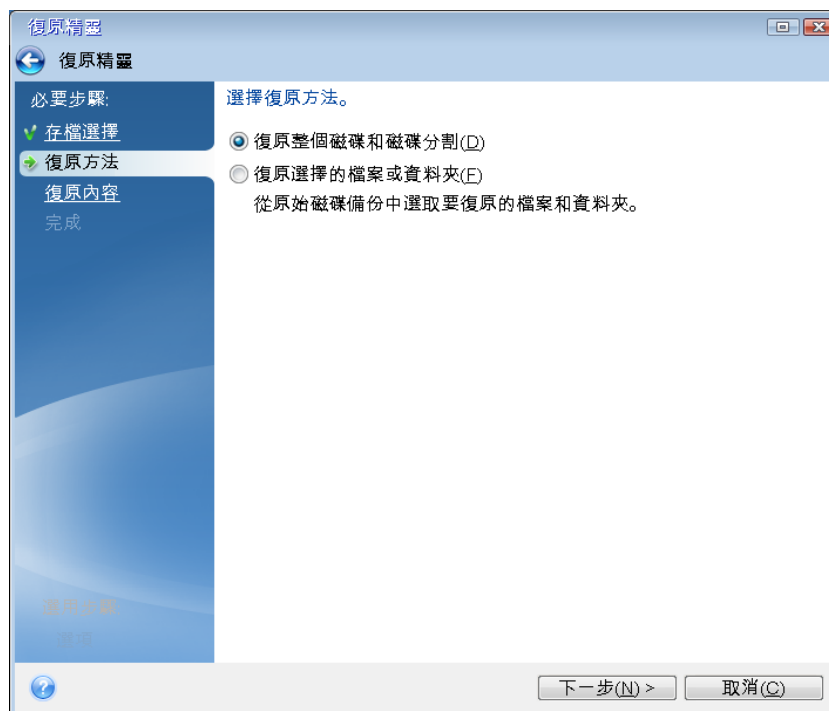 復原精靈
復原精靈
必要步驟:
存檔選擇
復原方法
復原內容
完成
選擇復原方法。
復原整個磁碟和磁碟分割(D)
復原選擇的檔案或資料夾(F)
從原始磁碟備份中選取要復原的檔案和資料夾。
選項
下一步(N) >
取消(C)